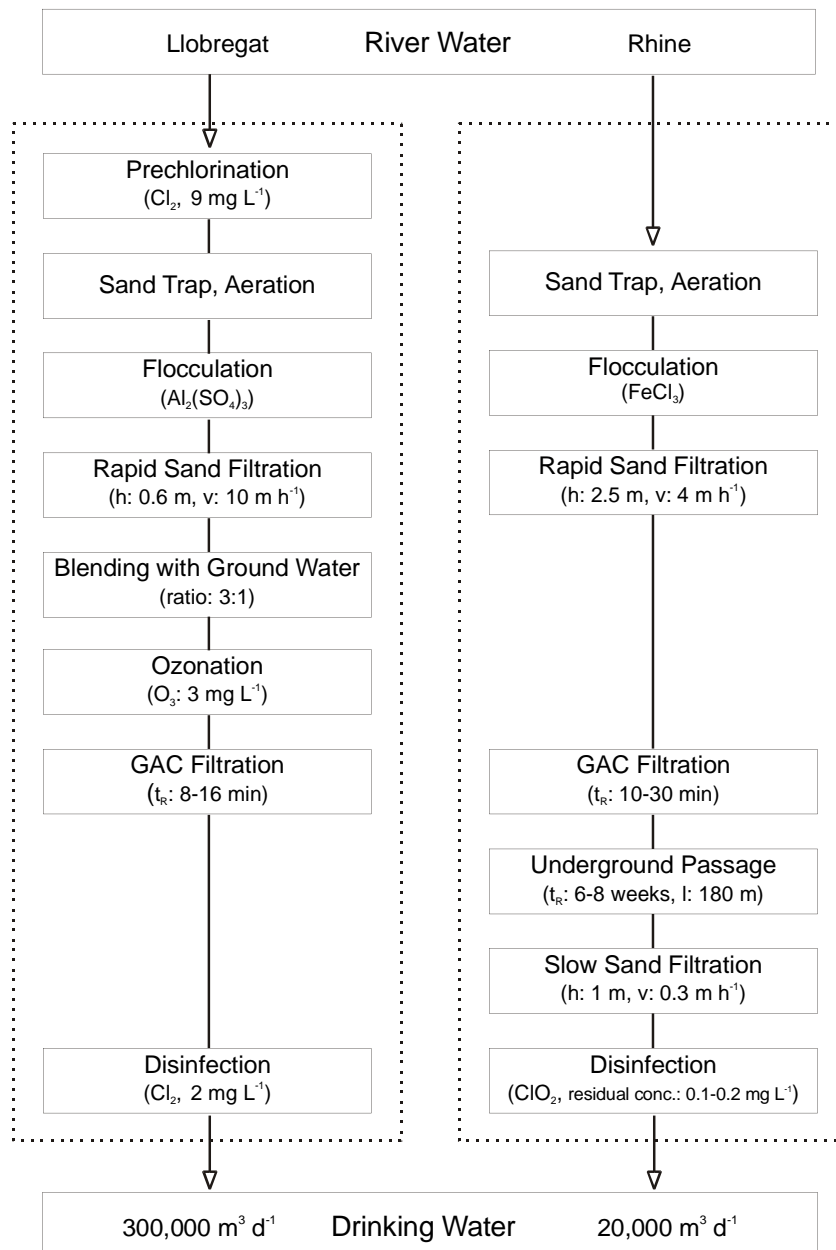 Llobregat River Water Rhine
Prechlorination
(Cl₂, 9 mg L⁻¹)
Sand Trap, Aeration
Flocculation
(Al₂(SO₄)₃)
Rapid Sand Filtration
(h: 0.6 m, v: 10 m h⁻¹)
Blending with Ground Water
(ratio: 3:1)
Ozonation
(O₃: 3 mg L⁻¹)
GAC Filtration
(t_R: 8-16 min)
Disinfection
(Cl₂, 2 mg L⁻¹)
Sand Trap, Aeration
Flocculation
(FeCl₃)
Rapid Sand Filtration
(h: 2.5 m, v: 4 m h⁻¹)
GAC Filtration
(t_R: 10-30 min)
Underground Passage
(t_R: 6-8 weeks, l: 180 m)
Slow Sand Filtration
(h: 1 m, v: 0.3 m h⁻¹)
Disinfection
(ClO₂, residual conc.: 0.1-0.2 mg L⁻¹)
300,000 m³ d⁻¹ Drinking Water 20,000 m³ d⁻¹